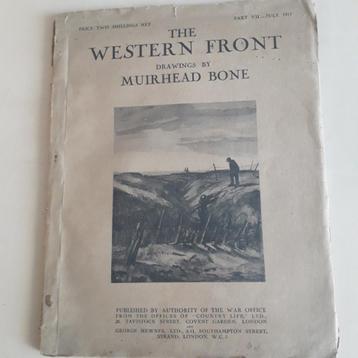 PRICE TWO SHILLINGS NET
PART VII.—JULY 1917
THE
WESTERN FRONT
DRAWINGS BY
MUIRHEAD BONE
PUBLISHED BY AUTHORITY OF THE WAR OFFICE
FROM THE OFFICES OF "COUNTRY LIFE," LTD.,
20, TAVISTOCK STREET, COVENT GARDEN, LONDON
AND
GEORGE NEWNES, LTD., 8-11, SOUTHAMPTON STREET,
STRAND, LONDON, W.C.2